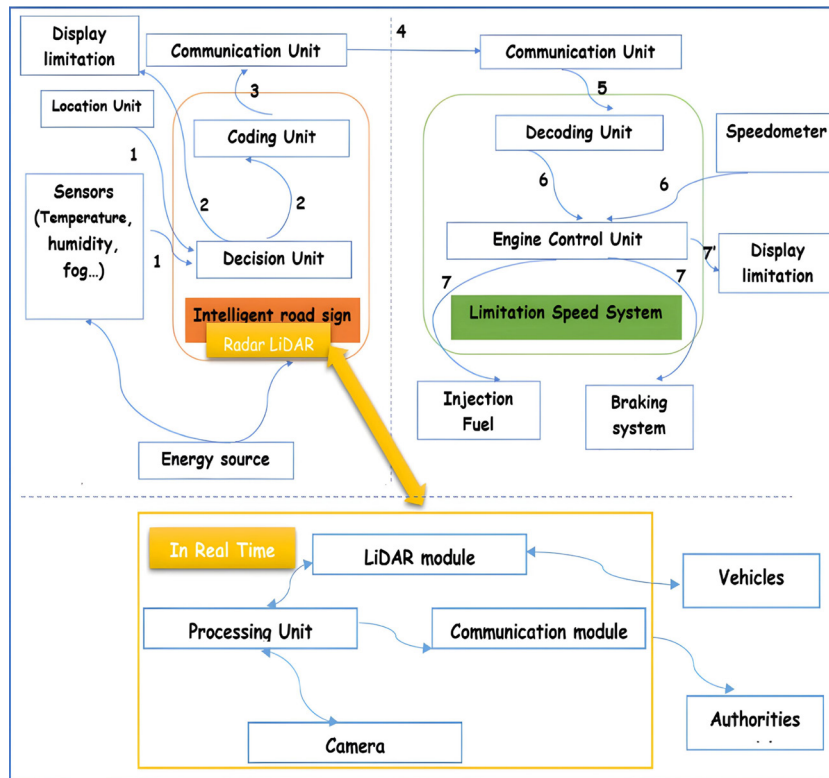 Display
limitation
Communication Unit
4
Communication Unit
3
5
Location Unit
Coding Unit
Decoding Unit
Speedometer
1
6
6
Sensors
(Temperature,
humidity,
fog...)
2
2
1
Decision Unit
Engine Control Unit
7'
Display
limitation
7
7
Intelligent road sign
Limitation Speed System
Radar LiDAR
Injection
Fuel
Braking
system
Energy source
In Real Time
LiDAR module
Vehicles
Processing Unit
Communication module
Authorities
Camera